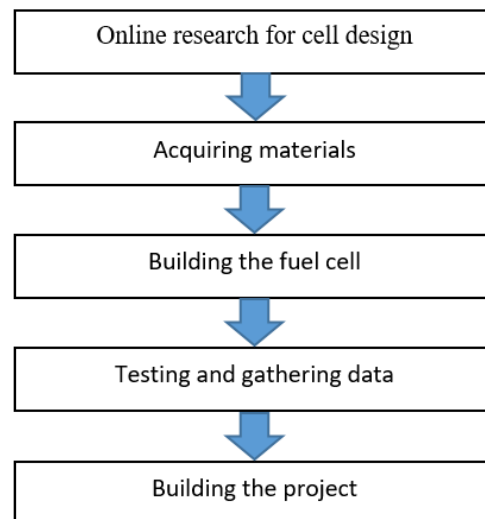 Online research for cell design
Acquiring materials
Building the fuel cell
Testing and gathering data
Building the project